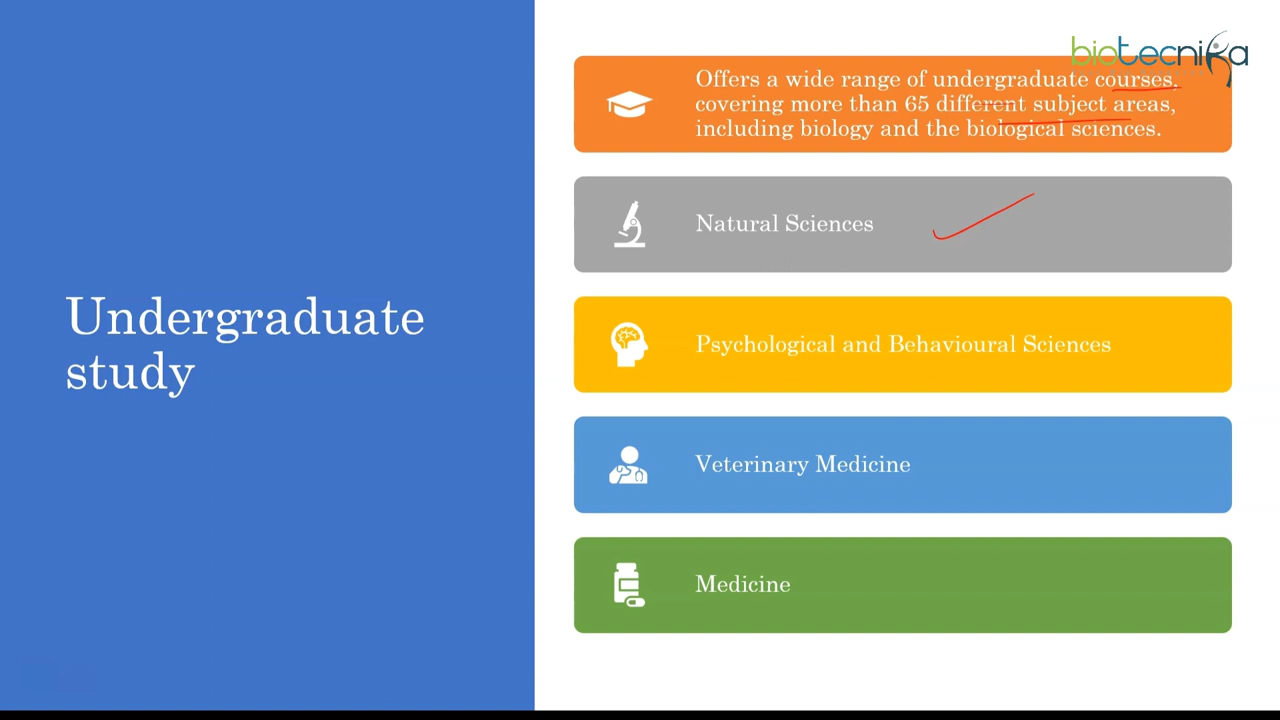 biotecnika
Undergraduate
study
Offers a wide range of undergraduate courses,
covering more than 65 different subject areas,
including biology and the biological sciences.
Natural Sciences
Psychological and Behavioural Sciences
Veterinary Medicine
Medicine